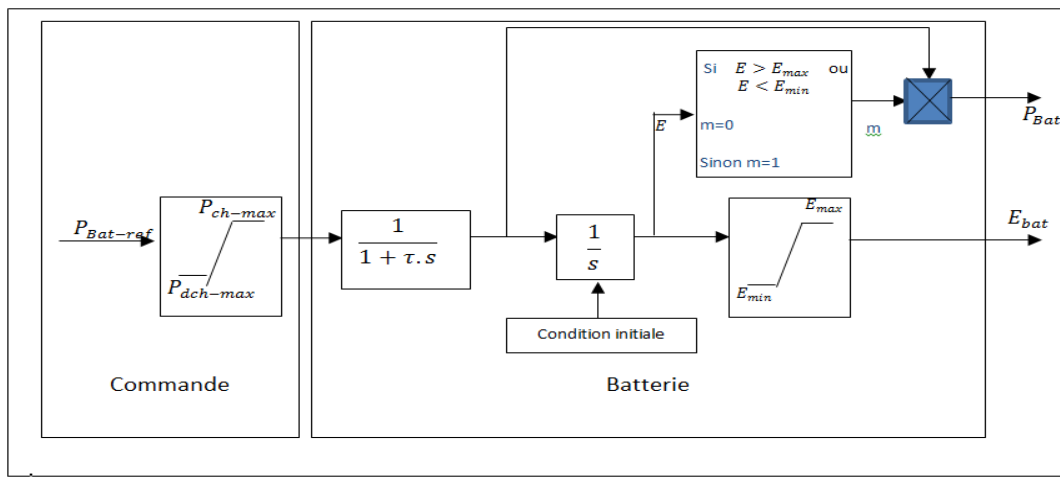 Si E > E_max ou
E < E_min
m=0
Sinon m=1
E
m
P_Bat
P_Bat-ref
P_ch-max
P_dch-max
1
1 + τ.s
1
s
E_max
E_min
E_bat
Condition initiale
Commande
Batterie